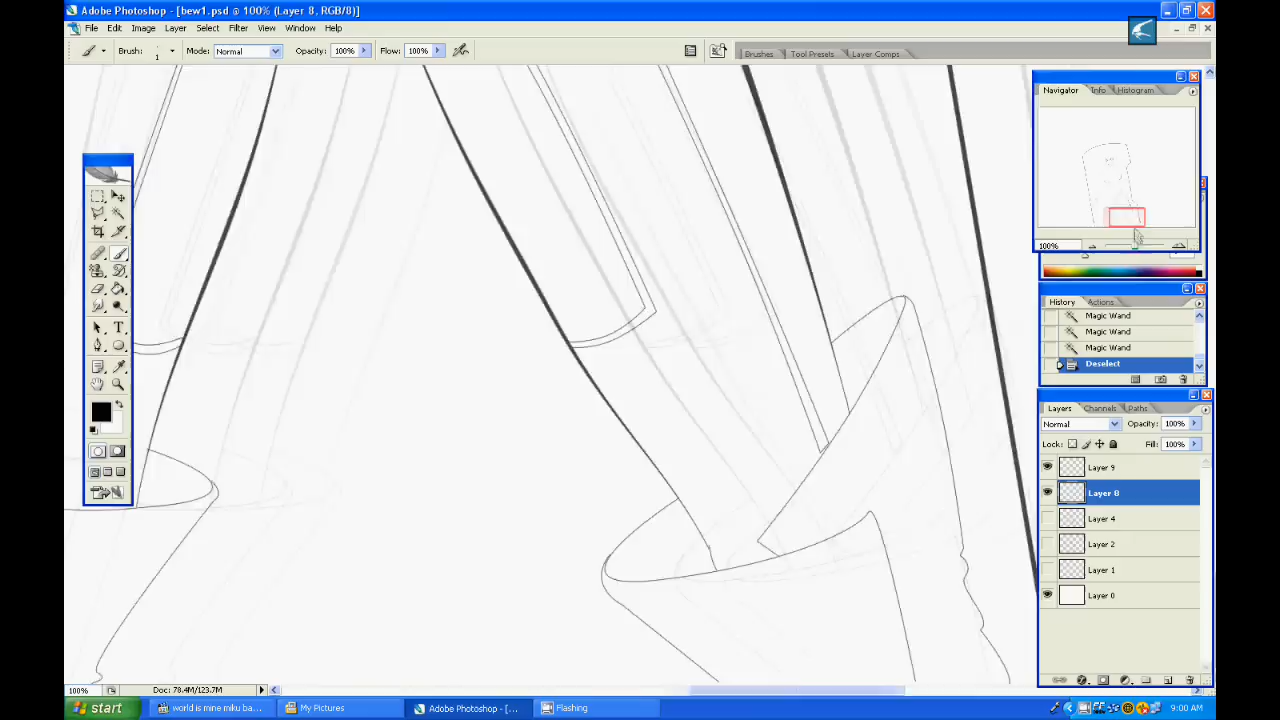 Adobe Photoshop - [bew1.psd @ 100% (Layer 8, RGB/8)]
File Edit Image Layer Select Filter View Window Help
Brush: 1 Mode: Normal Opacity: 100% Flow: 100% Brushes Tool Presets Layer Comps
Navigator Info Histogram
100%
History Actions
Magic Wand
Magic Wand
Magic Wand
Deselect
Layers Channels Paths
Normal Opacity: 100%
Lock: Fill: 100%
Layer 9
Layer 8
Layer 4
Layer 2
Layer 1
Layer 0
100% Doc: 78.4M/123.7M
start world is mine miku ba... My Pictures Adobe Photoshop - [... Flashing 9:00 AM